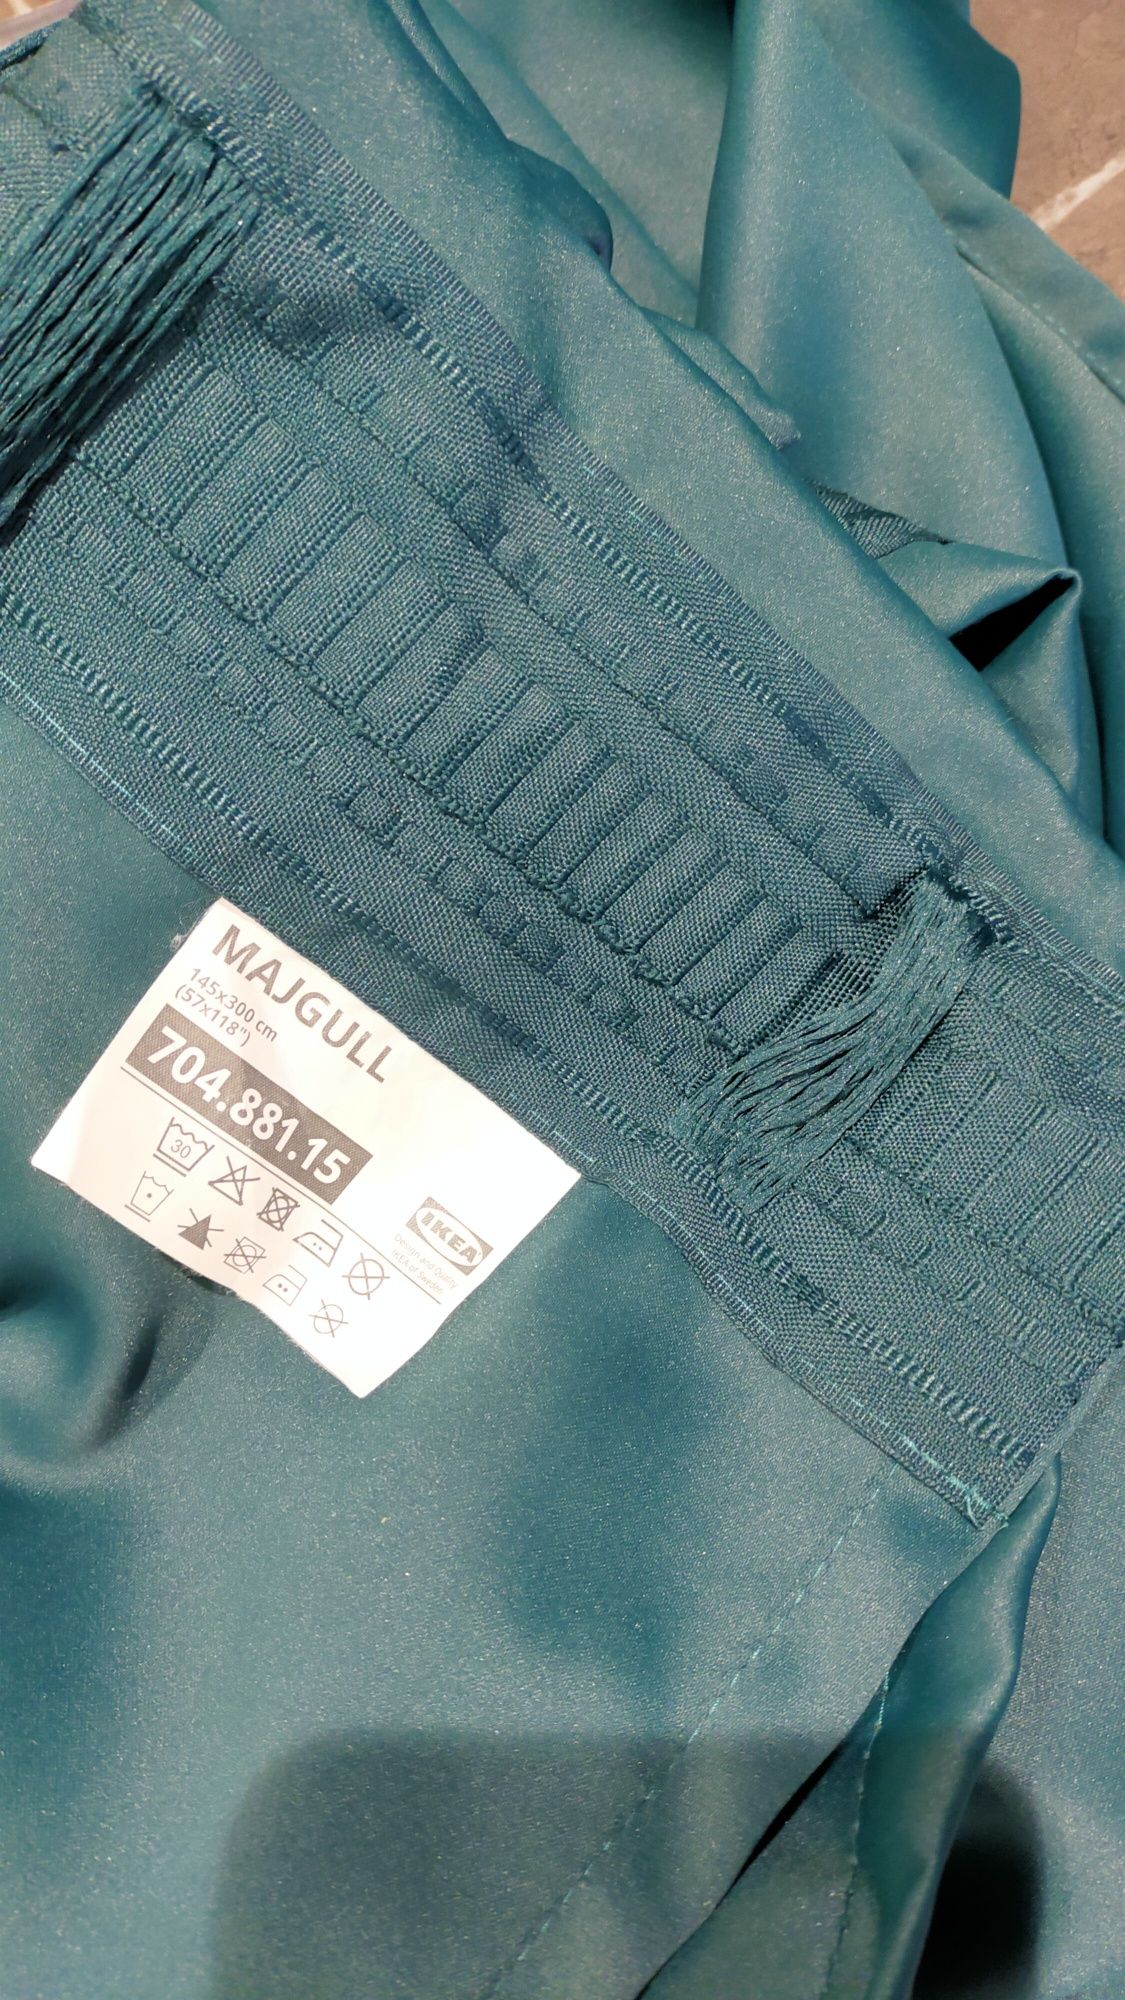 MAJGULL
145x300 cm
(57x118")
704.881.15
30
IKEA
Design and Quality
IKEA of Sweden